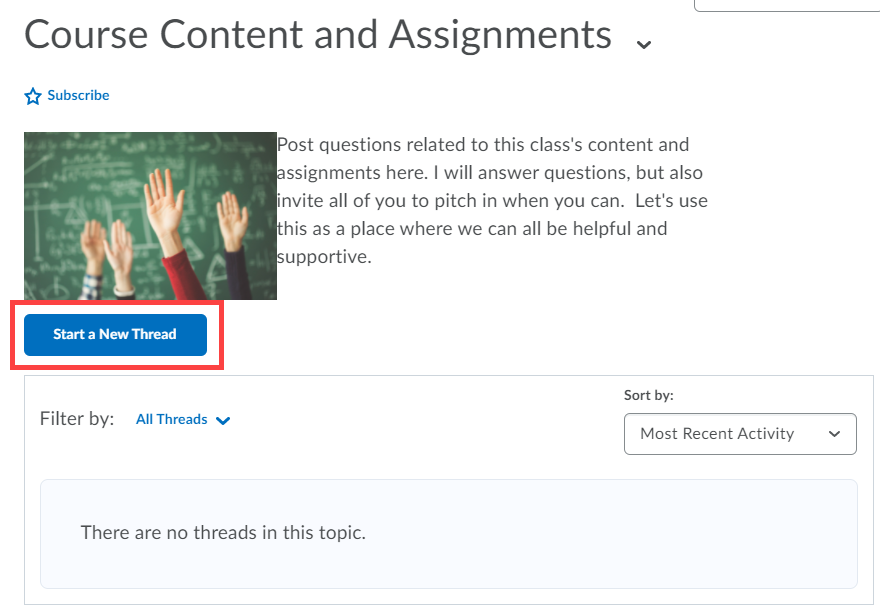 Course Content and Assignments
Subscribe
Post questions related to this class's content and
assignments here. I will answer questions, but also
invite all of you to pitch in when you can.  Let's use
this as a place where we can all be helpful and
supportive.
Start a New Thread
Sort by:
Filter by: All Threads
Most Recent Activity
There are no threads in this topic.